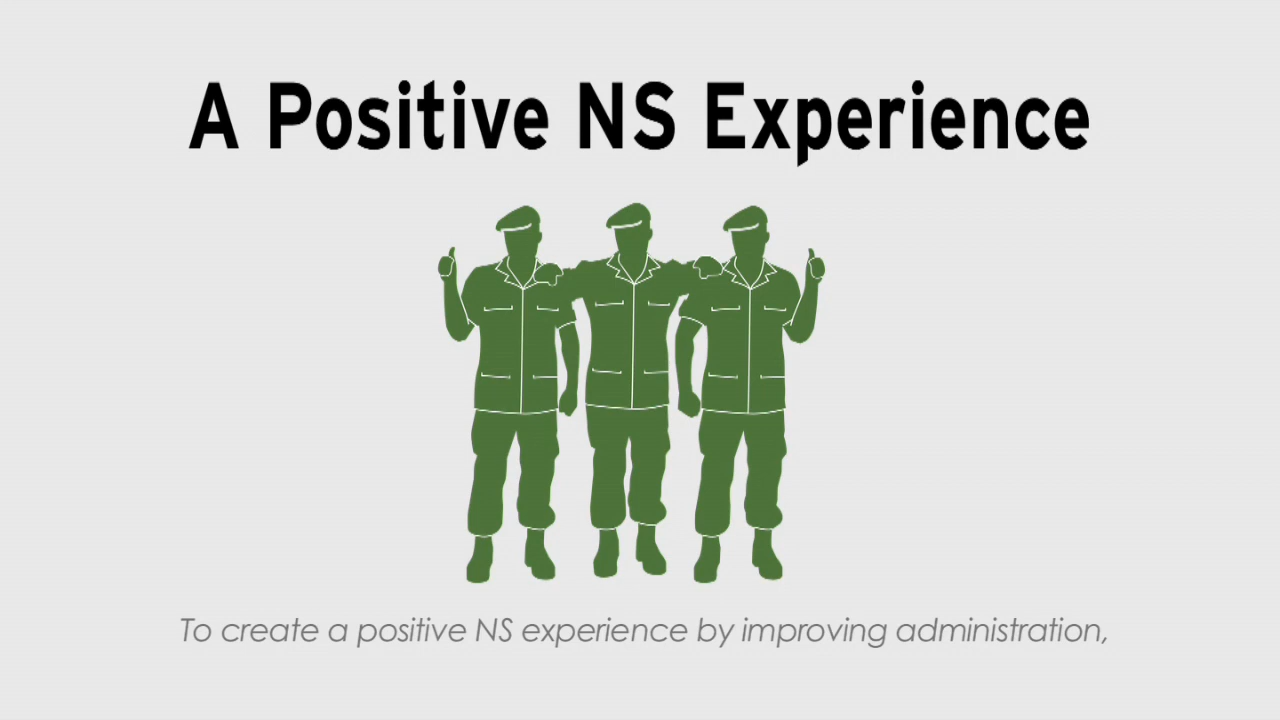 A Positive NS Experience
To create a positive NS experience by improving administration,